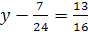 y − 7/24 = 13/16